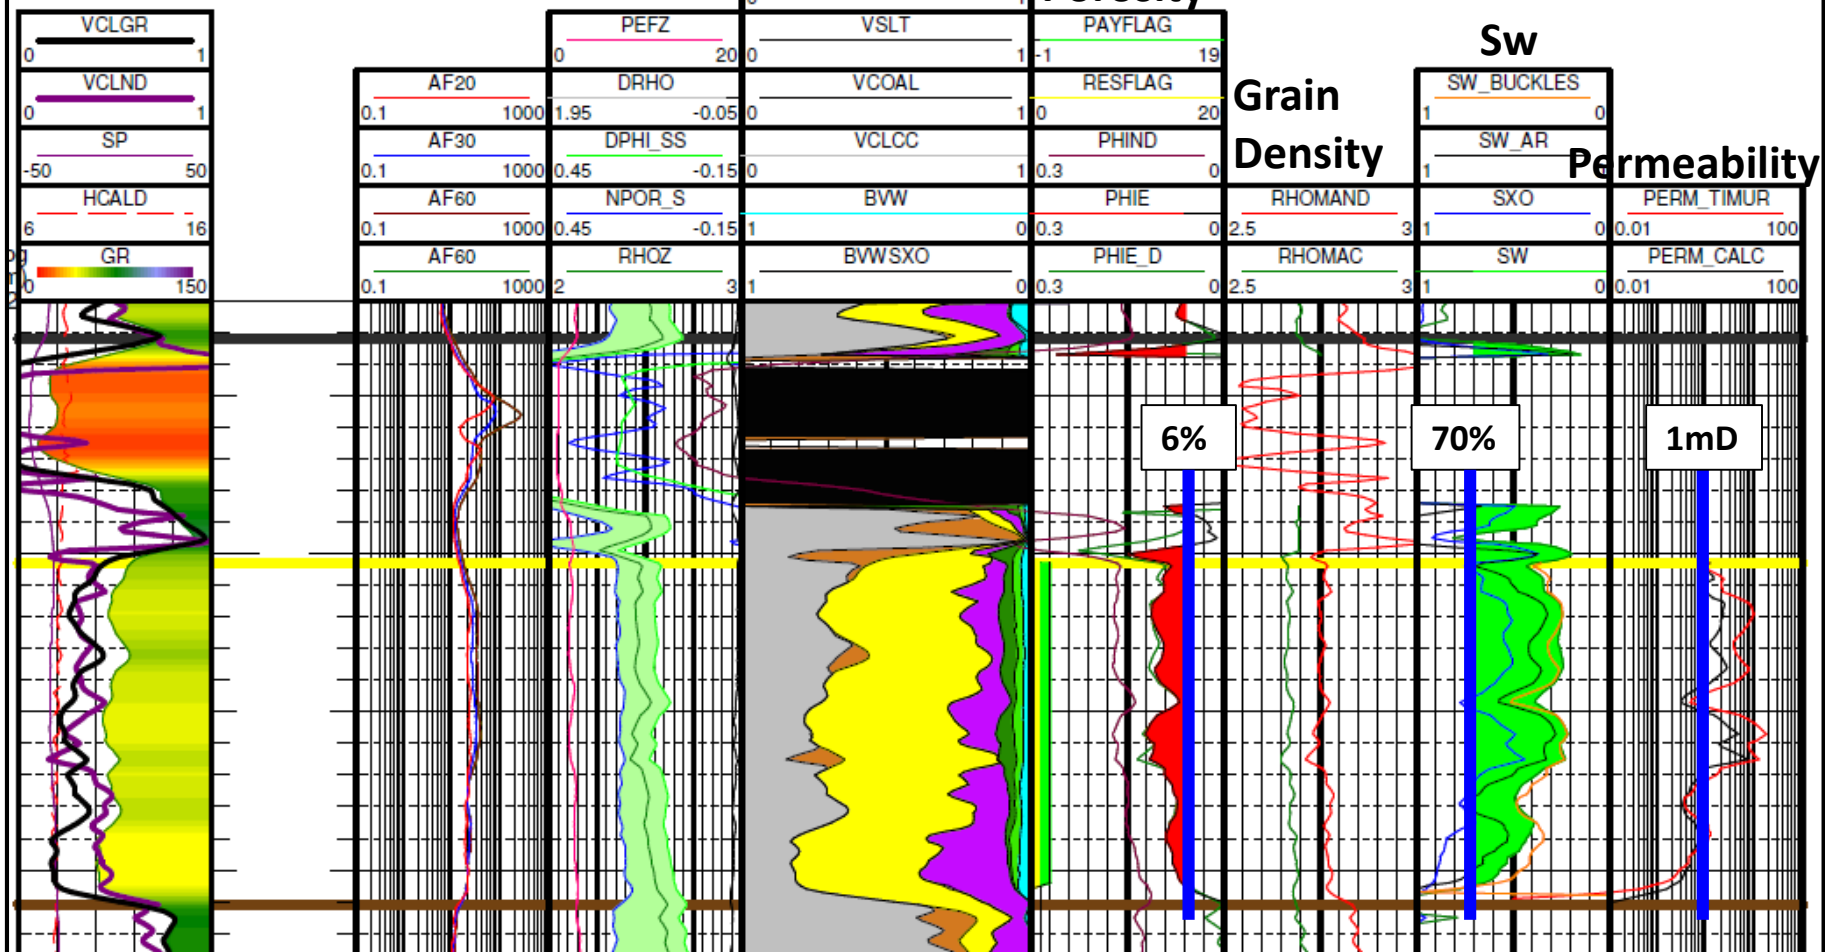 Porosity
VCLGR
0 1
VCLND
0 1
SP
-50 50
HCALD
6 16
GR
0 150
AF20
0.1 1000
AF30
0.1 1000
AF60
0.1 1000
AF60
0.1 1000
PEFZ
0 20
DRHO
1.95 -0.05
DPHI_SS
0.45 -0.15
NPOR_S
0.45 -0.15
RHOZ
2 3
VSLT
0 1
VCOAL
0 1
VCLCC
0 1
BVW
1 0
BVWSXO
1 0
PAYFLAG
-1 19
RESFLAG
0 20
PHIND
0.3 0
PHIE
0.3 0
PHIE_D
0.3 0
Grain
Density
RHOMAND
2.5 3
RHOMAC
2.5 3
Sw
SW_BUCKLES
1 0
SW_AR
1
SXO
1 0
SW
1 0
Permeability
PERM_TIMUR
0.01 100
PERM_CALC
0.01 100
6%
70%
1mD